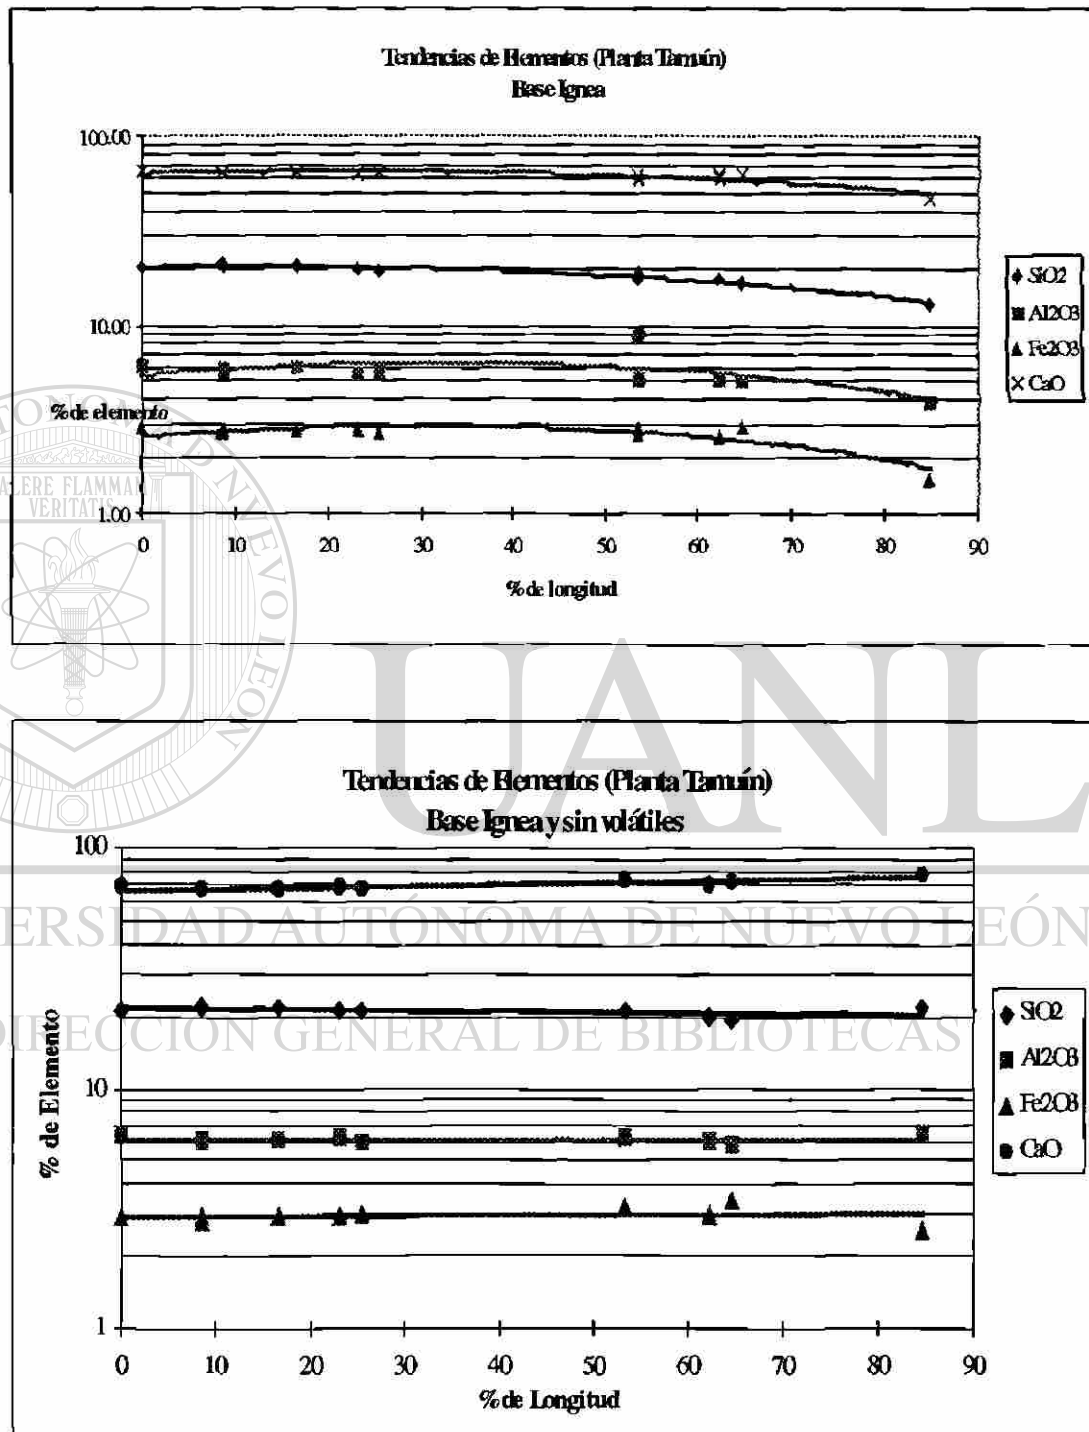 Tendencias de Elementos (Planta Tamuín)
Base Ignea
100.00
10.00
% de elemento
1.00
0 10 20 30 40 50 60 70 80 90
% de longitud
SiO2
Al2O3
Fe2O3
CaO
ALERE FLAMMAM
VERITATIS
UANL
Tendencias de Elementos (Planta Tamuín)
Base Ignea y sin volátiles
100
10
1
% de Elemento
0 10 20 30 40 50 60 70 80 90
% de Longitud
SiO2
Al2O3
Fe2O3
CaO
ERSIDAD AUTÓNOMA DE NUEVO LEÓN
DIRECCIÓN GENERAL DE BIBLIOTECAS